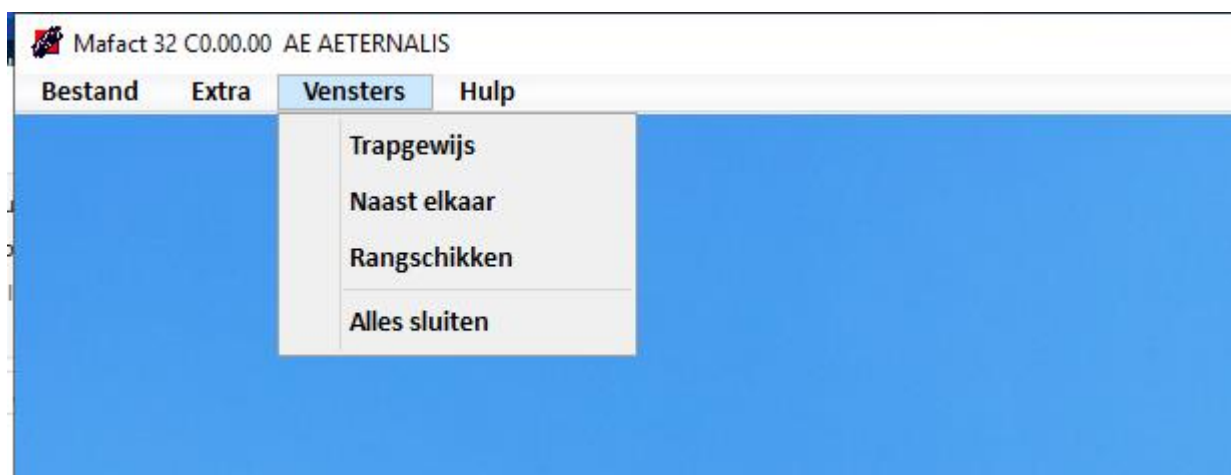 Mafact 32 C0.00.00 AE AETERNALIS
Bestand Extra Vensters Hulp
Trapgewijs
Naast elkaar
Rangschikken
Alles sluiten